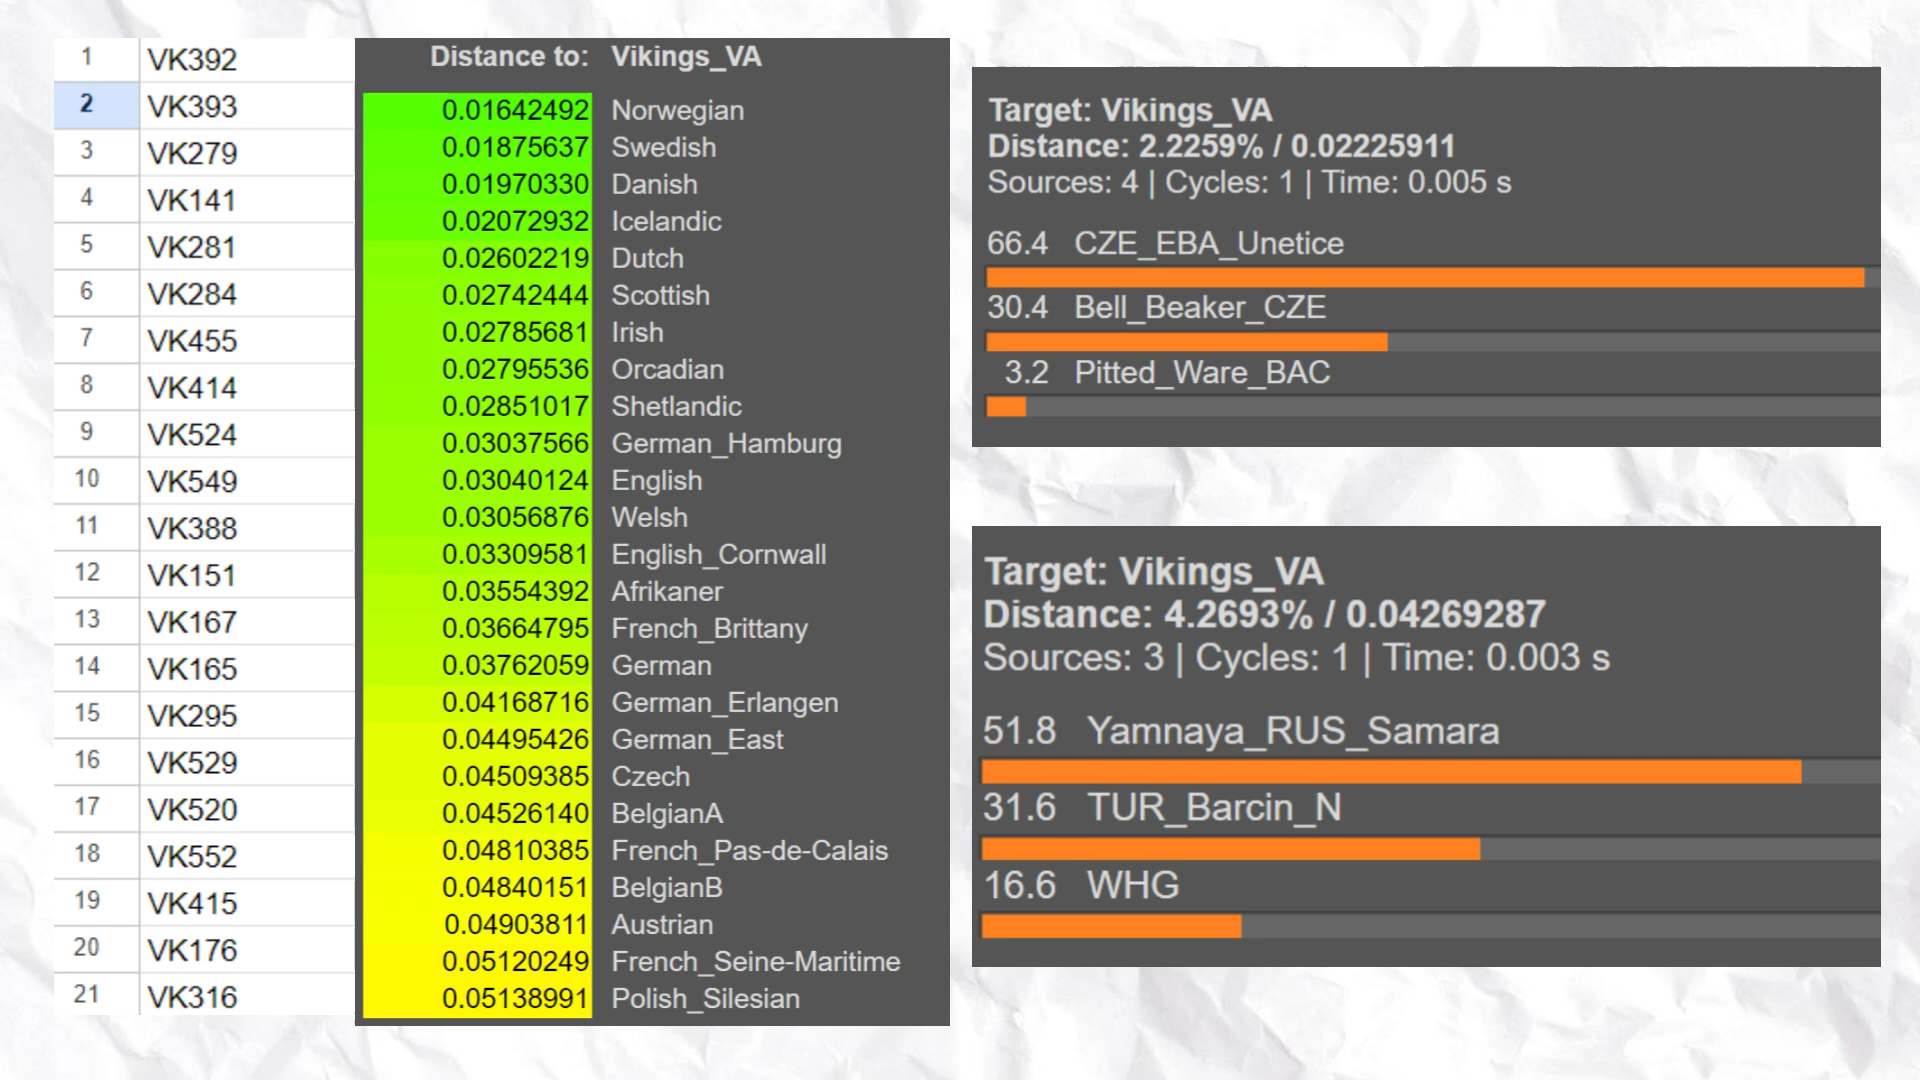 1 VK392
2 VK393
3 VK279
4 VK141
5 VK281
6 VK284
7 VK455
8 VK414
9 VK524
10 VK549
11 VK388
12 VK151
13 VK167
14 VK165
15 VK295
16 VK529
17 VK520
18 VK552
19 VK415
20 VK176
21 VK316
Distance to: Vikings_VA
0.01642492 Norwegian
0.01875637 Swedish
0.01970330 Danish
0.02072932 Icelandic
0.02602219 Dutch
0.02742444 Scottish
0.02785681 Irish
0.02795536 Orcadian
0.02851017 Shetlandic
0.03037566 German_Hamburg
0.03040124 English
0.03056876 Welsh
0.03309581 English_Cornwall
0.03554392 Afrikaner
0.03664795 French_Brittany
0.03762059 German
0.04168716 German_Erlangen
0.04495426 German_East
0.04509385 Czech
0.04526140 BelgianA
0.04810385 French_Pas-de-Calais
0.04840151 BelgianB
0.04903811 Austrian
0.05120249 French_Seine-Maritime
0.05138991 Polish_Silesian
Target: Vikings_VA
Distance: 2.2259% / 0.02225911
Sources: 4 | Cycles: 1 | Time: 0.005 s
66.4 CZE_EBA_Unetice
30.4 Bell_Beaker_CZE
3.2 Pitted_Ware_BAC
Target: Vikings_VA
Distance: 4.2693% / 0.04269287
Sources: 3 | Cycles: 1 | Time: 0.003 s
51.8 Yamnaya_RUS_Samara
31.6 TUR_Barcin_N
16.6 WHG